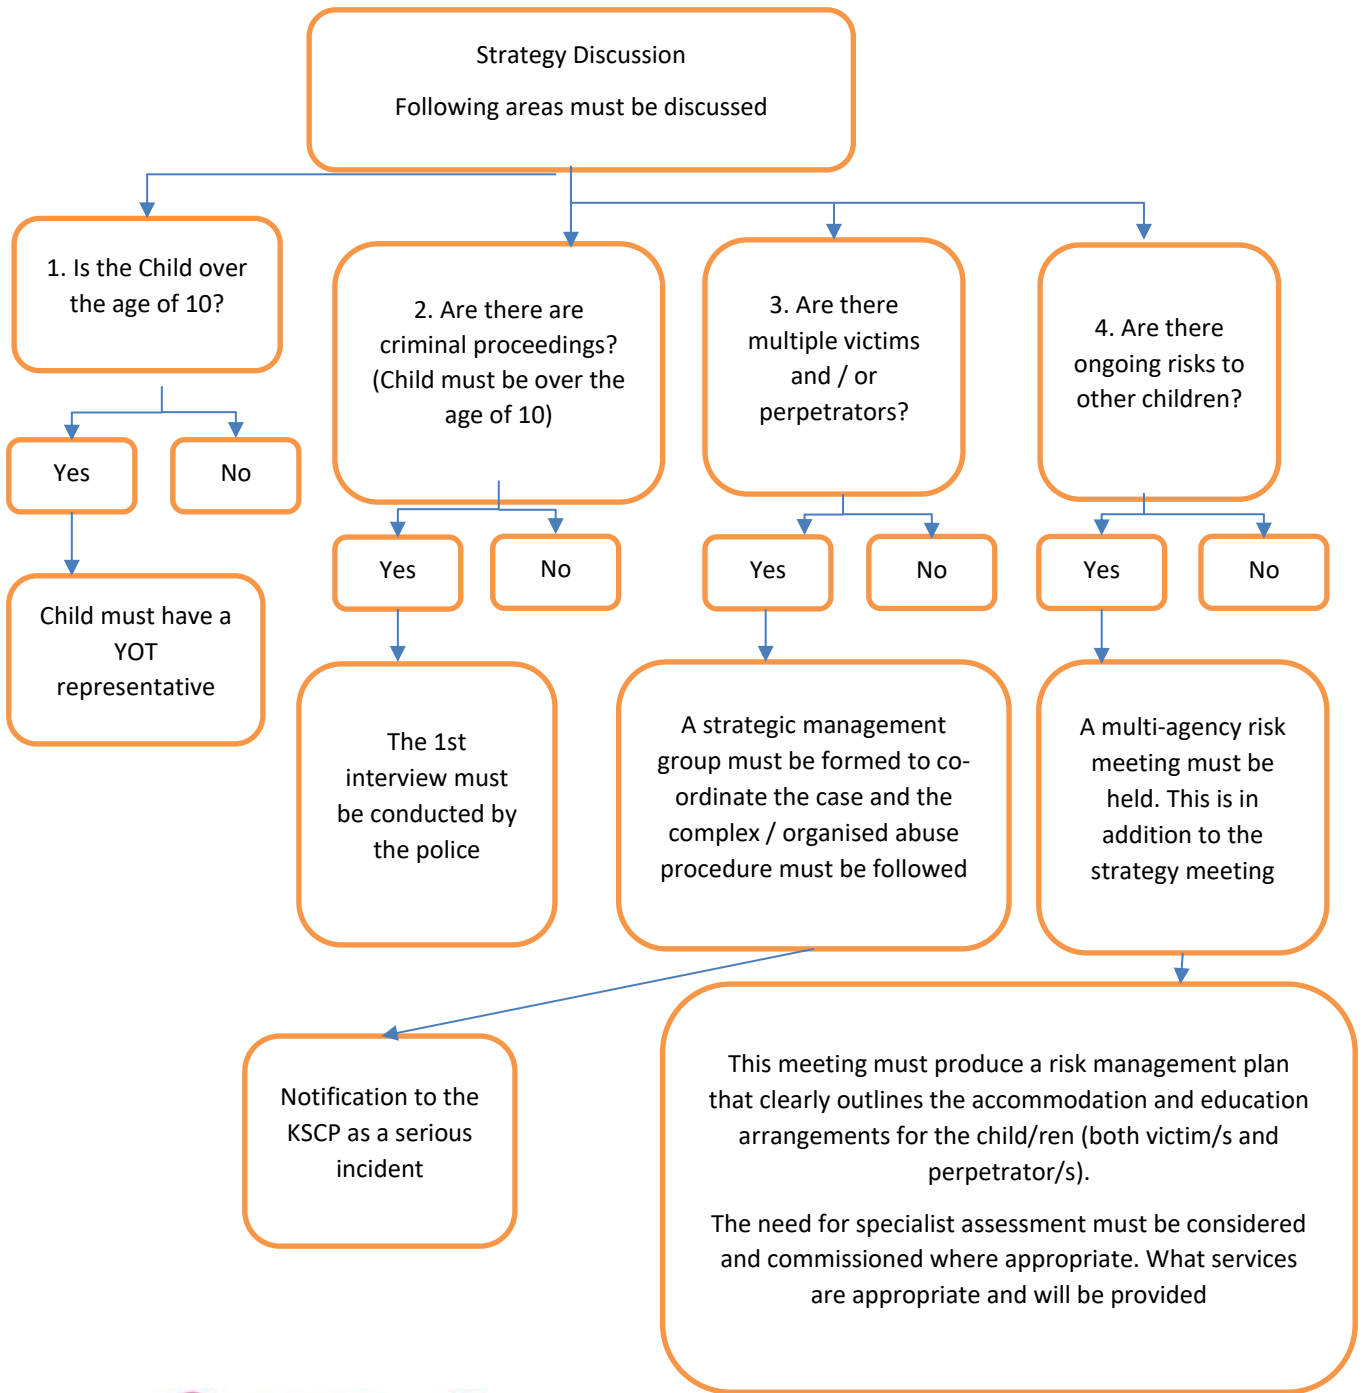 Strategy Discussion
Following areas must be discussed
1. Is the Child over
the age of 10?
Yes
No
Child must have a
YOT
representative
2. Are there are
criminal proceedings?
(Child must be over the
age of 10)
Yes
No
The 1st
interview must
be conducted by
the police
3. Are there
multiple victims
and / or
perpetrators?
Yes
No
A strategic management
group must be formed to co-
ordinate the case and the
complex / organised abuse
procedure must be followed
Notification to the
KSCP as a serious
incident
4. Are there
ongoing risks to
other children?
Yes
No
A multi-agency risk
meeting must be
held. This is in
addition to the
strategy meeting
This meeting must produce a risk management plan
that clearly outlines the accommodation and education
arrangements for the child/ren (both victim/s and
perpetrator/s).
The need for specialist assessment must be considered
and commissioned where appropriate. What services
are appropriate and will be provided